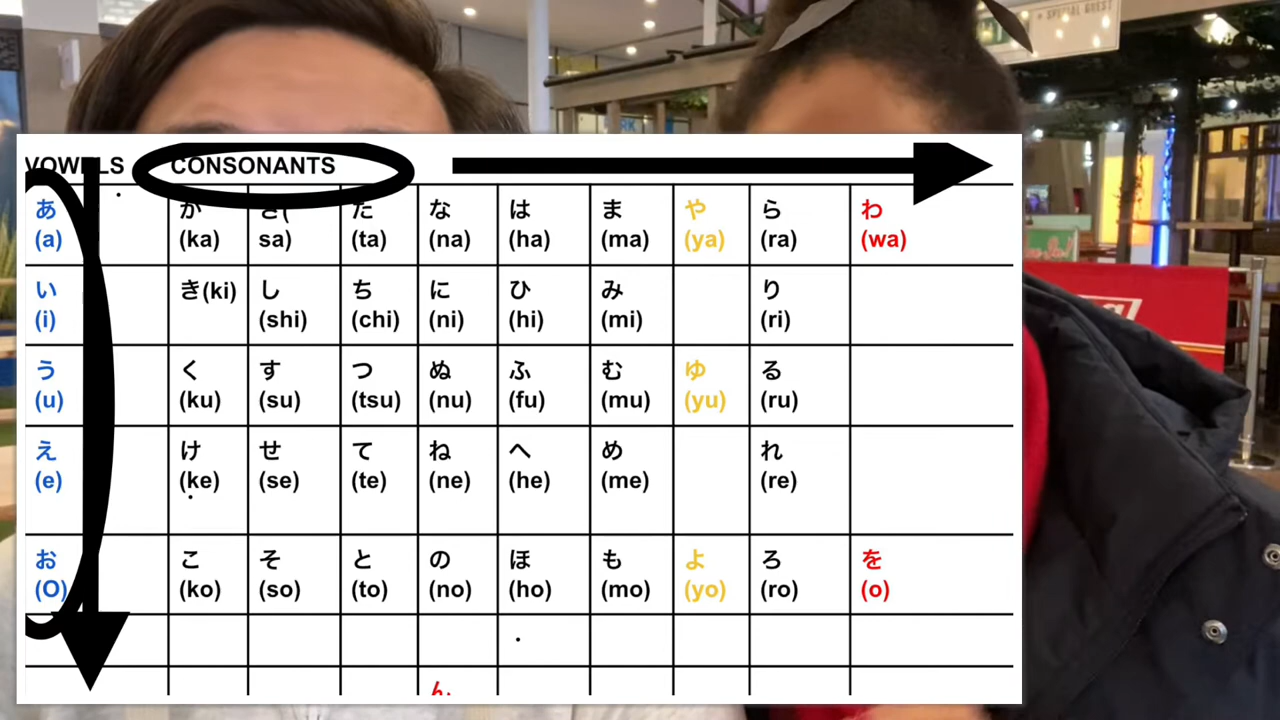 SPECIAL GUEST
VOWELS CONSONANTS
あ か さ( た な は ま や ら わ
(a) (ka) sa) (ta) (na) (ha) (ma) (ya) (ra) (wa)
い き(ki) し ち に ひ み り
(i) (shi) (chi) (ni) (hi) (mi) (ri)
う く す つ ぬ ふ む ゆ る
(u) (ku) (su) (tsu) (nu) (fu) (mu) (yu) (ru)
え け せ て ね へ め れ
(e) (ke) (se) (te) (ne) (he) (me) (re)
お こ そ と の ほ も よ ろ を
(O) (ko) (so) (to) (no) (ho) (mo) (yo) (ro) (o)
ん